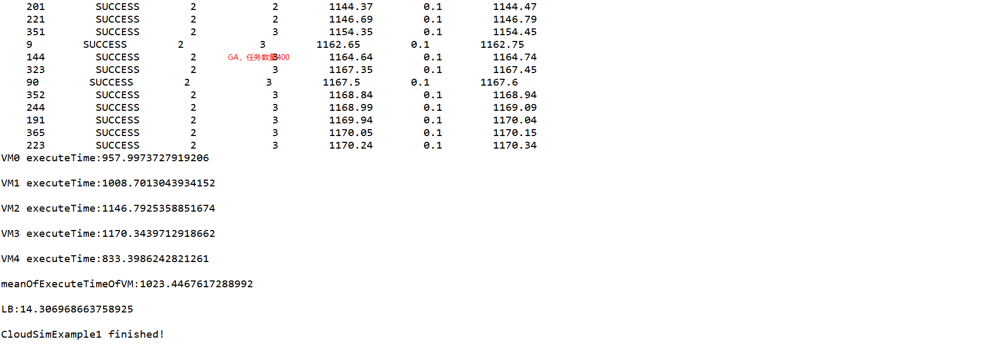 201 SUCCESS 2 2 1144.37 0.1 1144.47
221 SUCCESS 2 2 1146.69 0.1 1146.79
351 SUCCESS 2 3 1154.35 0.1 1154.45
9 SUCCESS 2 3 1162.65 0.1 1162.75
144 SUCCESS 2 3 1164.64 0.1 1164.74
GA，任务数量400
323 SUCCESS 2 3 1167.35 0.1 1167.45
90 SUCCESS 2 3 1167.5 0.1 1167.6
352 SUCCESS 2 3 1168.84 0.1 1168.94
244 SUCCESS 2 3 1168.99 0.1 1169.09
191 SUCCESS 2 3 1169.94 0.1 1170.04
365 SUCCESS 2 3 1170.05 0.1 1170.15
223 SUCCESS 2 3 1170.24 0.1 1170.34
VM0 executeTime:957.9973727919206
VM1 executeTime:1008.7013043934152
VM2 executeTime:1146.7925358851674
VM3 executeTime:1170.3439712918662
VM4 executeTime:833.3986242821261
meanOfExecuteTimeOfVM:1023.4467617288992
LB:14.306968663758925
CloudSimExample1 finished!